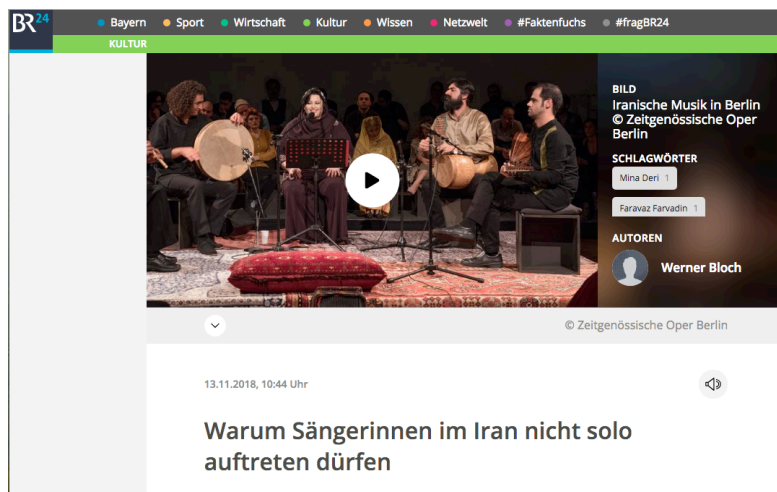 BR24
Bayern Sport Wirtschaft Kultur Wissen Netzwelt #Faktenfuchs #fragBR24
KULTUR
BILD
Iranische Musik in Berlin
© Zeitgenössische Oper
Berlin
SCHLAGWÖRTER
Mina Deri 1
Faravaz Farvadin 1
AUTOREN
Werner Bloch
© Zeitgenössische Oper Berlin
13.11.2018, 10:44 Uhr
Warum Sängerinnen im Iran nicht solo
auftreten dürfen